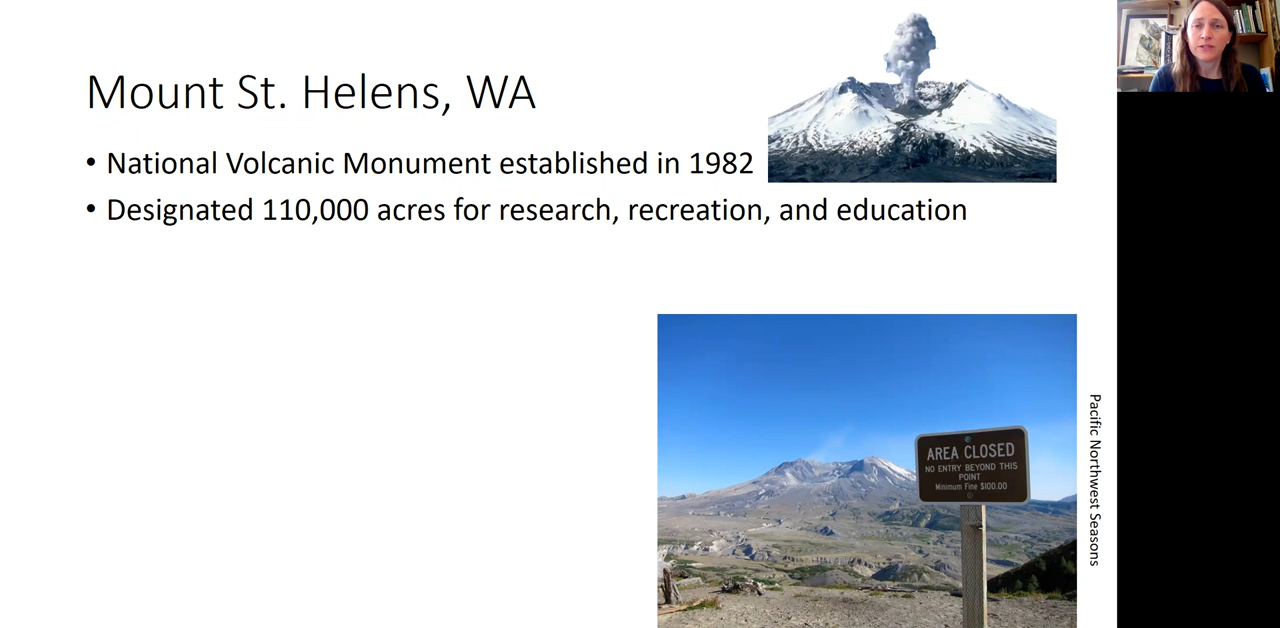 Mount St. Helens, WA
• National Volcanic Monument established in 1982
• Designated 110,000 acres for research, recreation, and education
AREA CLOSED
NO ENTRY BEYOND THIS
POINT
Minimum Fine $100.00
Pacific Northwest Seasons